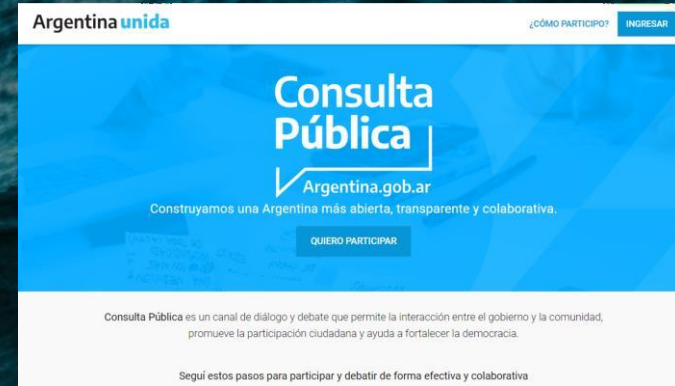 Argentina unida
¿CÓMO PARTICIPO?
INGRESAR
Consulta
Pública
Argentina.gob.ar
Construyamos una Argentina más abierta, transparente y colaborativa.
QUIERO PARTICIPAR
Consulta Pública es un canal de diálogo y debate que permite la interacción entre el gobierno y la comunidad,
promueve la participación ciudadana y ayuda a fortalecer la democracia.
Seguí estos pasos para participar y debatir de forma efectiva y colaborativa